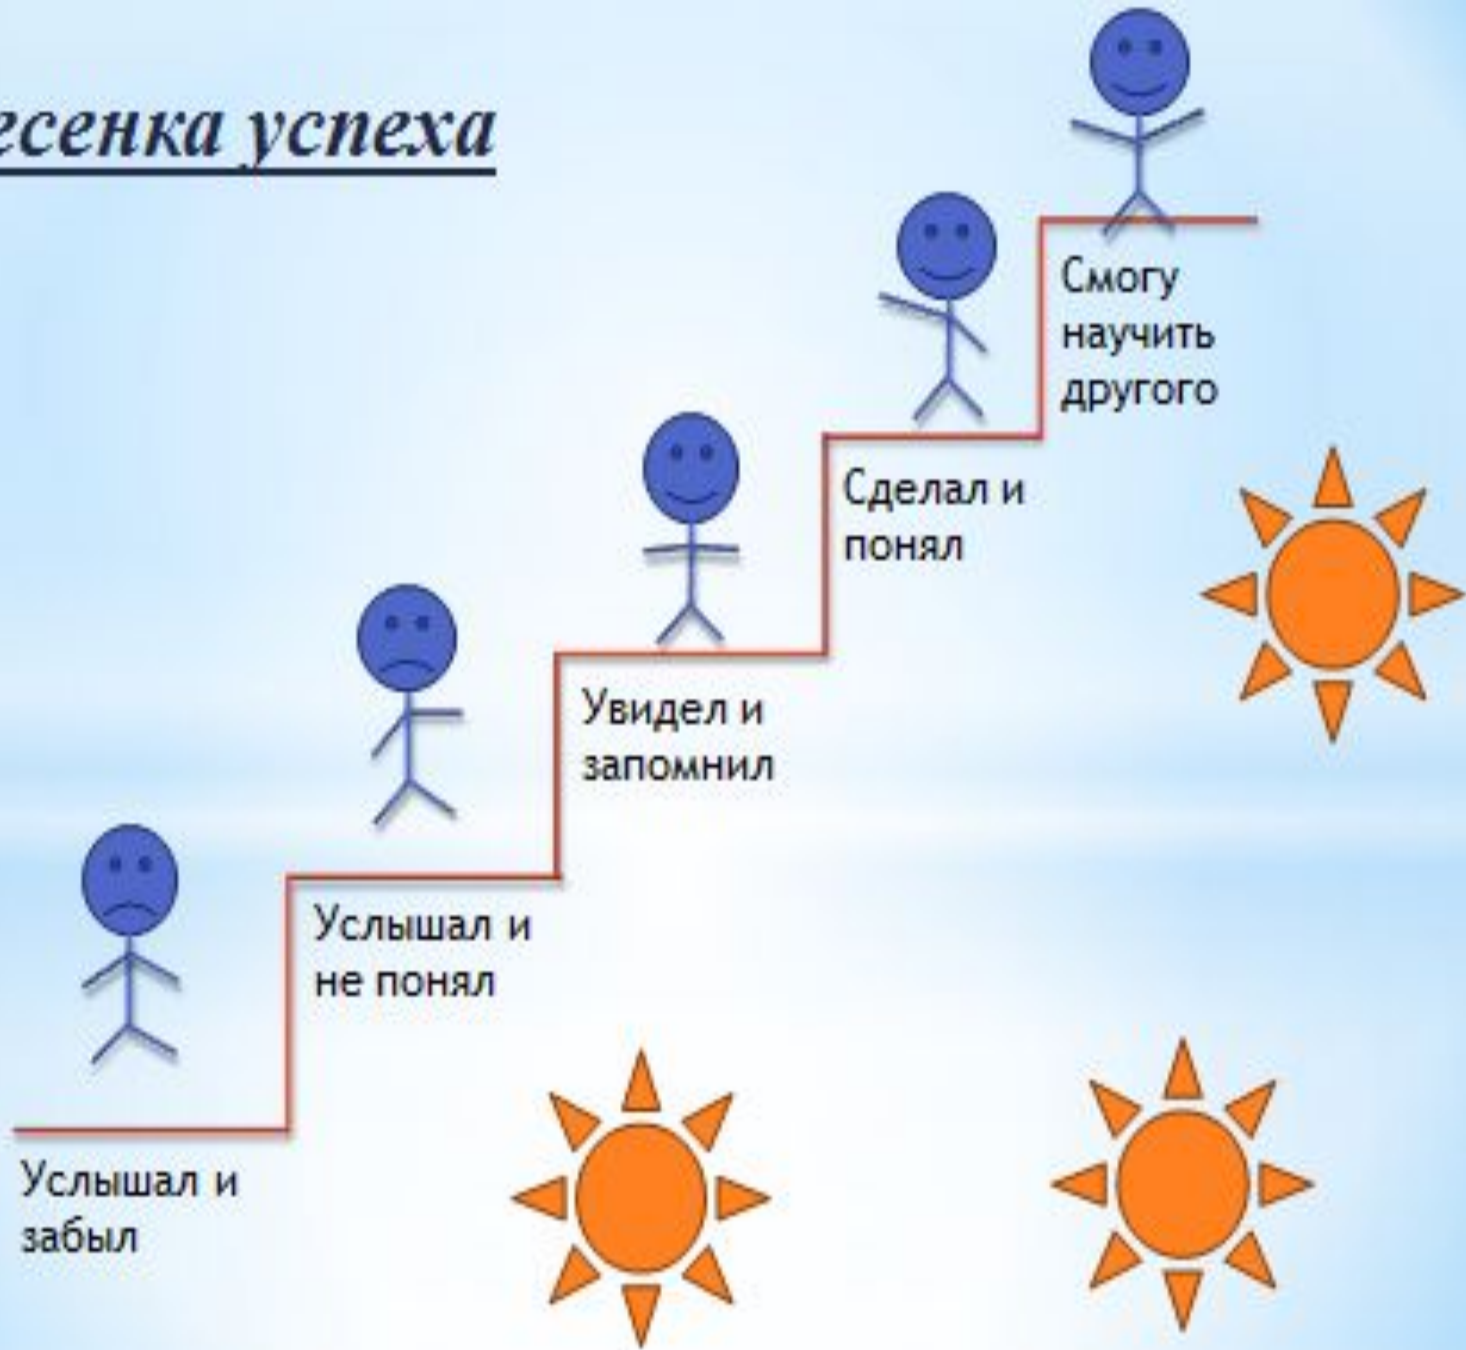 есенка успеха
Смогу
научить
другого
Сделал и
понял
Увидел и
запомнил
Услышал и
не понял
Услышал и
забыл